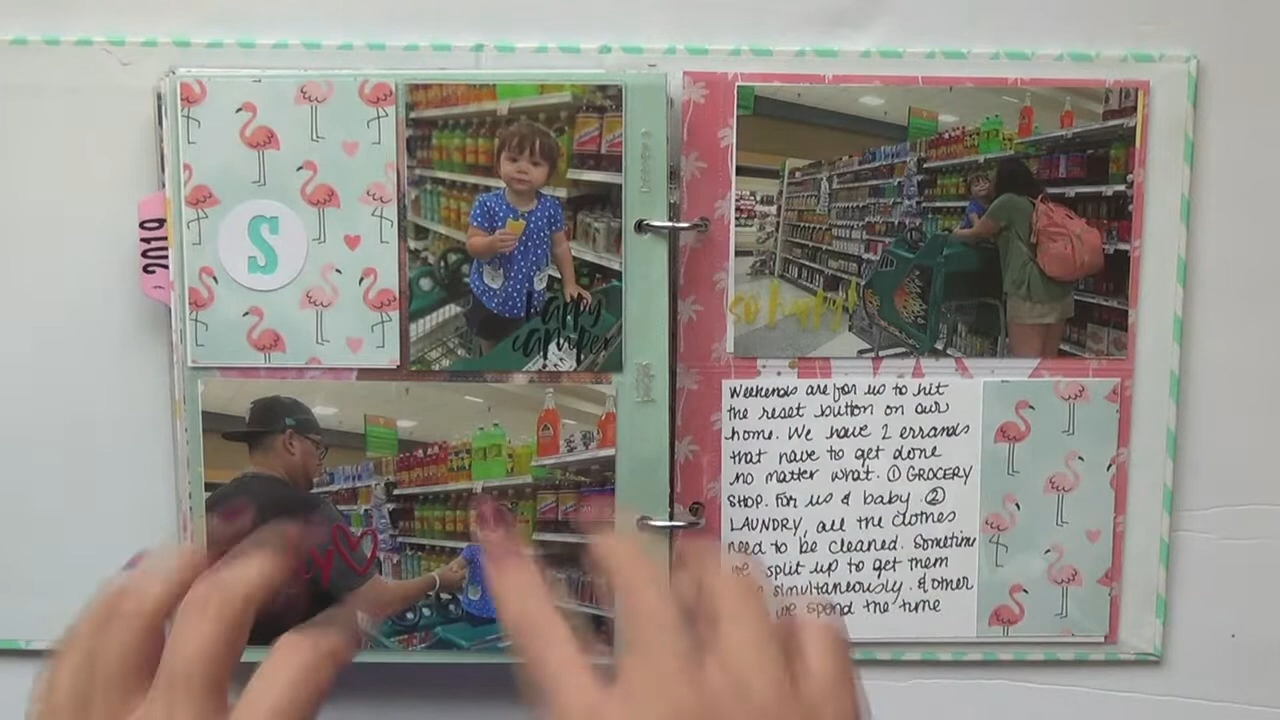 2019
S
happy
camper
so happy!
Weekends are for us to hit
the reset button on our
home. We have 2 errands
that have to get done
no matter what. ① GROCERY
SHOP. for us & baby. ②
LAUNDRY, all the clothes
need to be cleaned. Sometimes
we split up to get them
simultaneously. & other
we spend the time